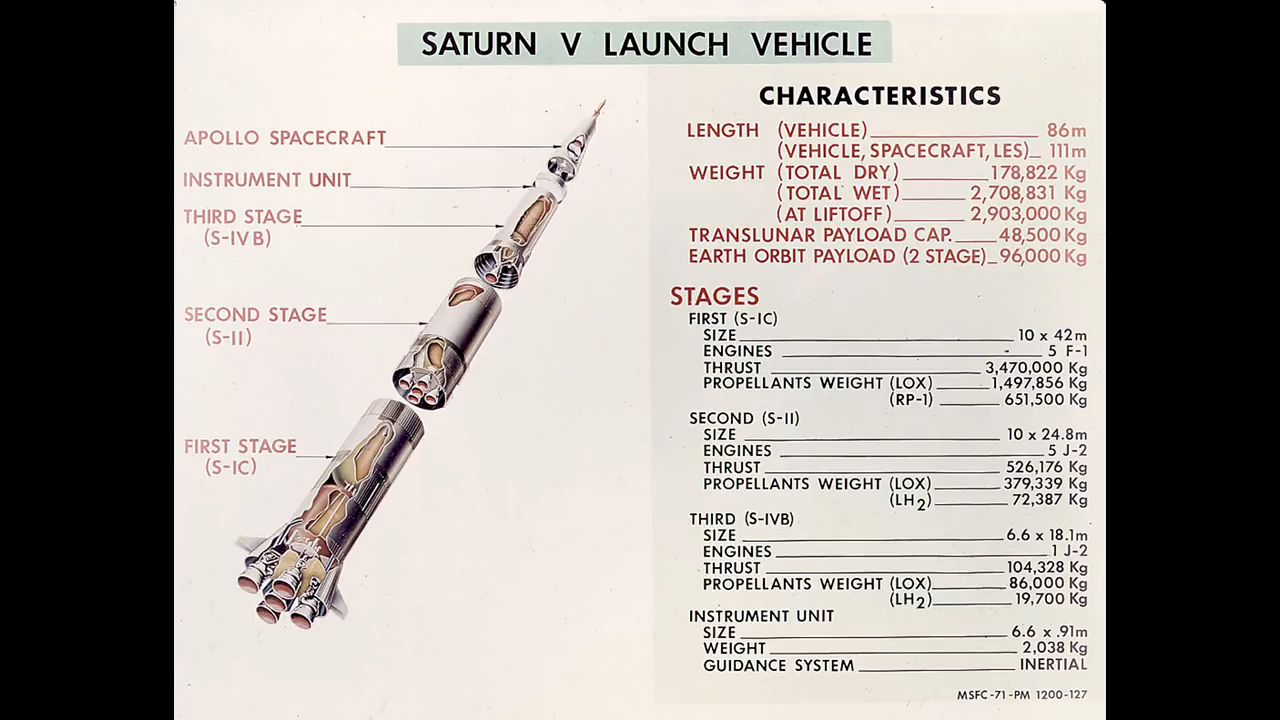 SATURN V LAUNCH VEHICLE
APOLLO SPACECRAFT
INSTRUMENT UNIT
THIRD STAGE
(S-IVB)
SECOND STAGE
(S-II)
FIRST STAGE
(S-IC)
CHARACTERISTICS
LENGTH (VEHICLE) 86m
(VEHICLE, SPACECRAFT, LES) 111m
WEIGHT (TOTAL DRY) 178,822 Kg
(TOTAL WET) 2,708,831 Kg
(AT LIFTOFF) 2,903,000 Kg
TRANSLUNAR PAYLOAD CAP. 48,500 Kg
EARTH ORBIT PAYLOAD (2 STAGE) 96,000 Kg
STAGES
FIRST (S-IC)
SIZE 10 x 42m
ENGINES 5 F-1
THRUST 3,470,000 Kg
PROPELLANTS WEIGHT (LOX) 1,497,856 Kg
(RP-1) 651,500 Kg
SECOND (S-II)
SIZE 10 x 24.8m
ENGINES 5 J-2
THRUST 526,176 Kg
PROPELLANTS WEIGHT (LOX) 379,339 Kg
(LH2) 72,387 Kg
THIRD (S-IVB)
SIZE 6.6 x 18.1m
ENGINES 1 J-2
THRUST 104,328 Kg
PROPELLANTS WEIGHT (LOX) 86,000 Kg
(LH2) 19,700 Kg
INSTRUMENT UNIT
SIZE 6.6 x .91m
WEIGHT 2,038 Kg
GUIDANCE SYSTEM INERTIAL
MSFC-71-PM 1200-127